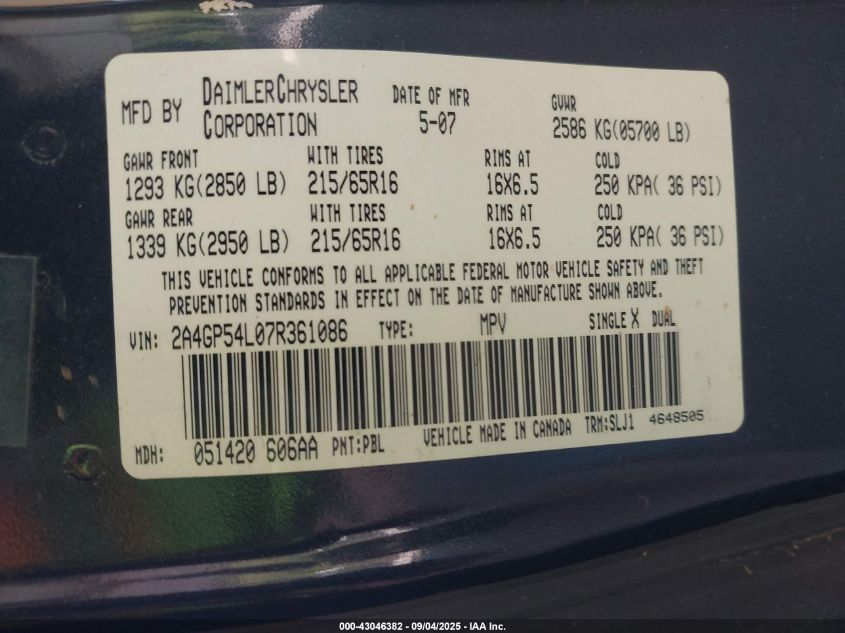 MFD BY DAIMLERCHRYSLER CORPORATION DATE OF MFR 5-07 GVWR 2586 KG(05700 LB)
GAWR FRONT WITH TIRES RIMS AT COLD
1293 KG(2850 LB) 215/65R16 16X6.5 250 KPA( 36 PSI)
GAWR REAR WITH TIRES RIMS AT COLD
1339 KG(2950 LB) 215/65R16 16X6.5 250 KPA( 36 PSI)
THIS VEHICLE CONFORMS TO ALL APPLICABLE FEDERAL MOTOR VEHICLE SAFETY AND THEFT
PREVENTION STANDARDS IN EFFECT ON THE DATE OF MANUFACTURE SHOWN ABOVE.
VIN: 2A4GP54L07R361086 TYPE: MPV SINGLE X DUAL
MDH: 051420 606AA PNT:PBL VEHICLE MADE IN CANADA TRM:SLJ1 4648505
000-43046382 - 09/04/2025 - IAA Inc.